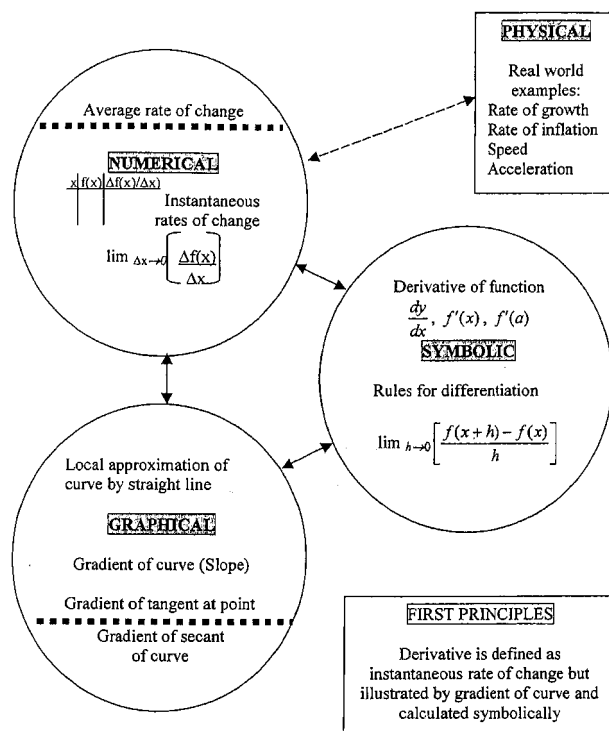 PHYSICAL
Real world
examples:
Rate of growth
Rate of inflation
Speed
Acceleration
Average rate of change
NUMERICAL
x f(x) Δf(x)/Δx)
Instantaneous
rates of change
lim Δx→0 ( Δf(x) / Δx )
Derivative of function
dy/dx, f'(x), f'(a)
SYMBOLIC
Rules for differentiation
lim h→0 [ f(x+h) − f(x) / h ]
Local approximation of
curve by straight line
GRAPHICAL
Gradient of curve (Slope)
Gradient of tangent at point
Gradient of secant
of curve
FIRST PRINCIPLES
Derivative is defined as
instantaneous rate of change but
illustrated by gradient of curve and
calculated symbolically